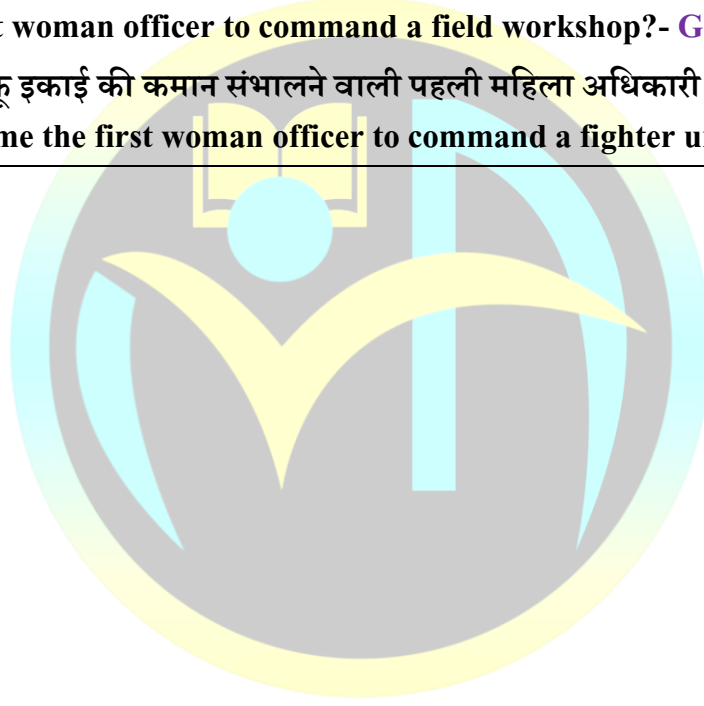 woman officer to command a field workshop?- G
इकाई की कमान संभालने वाली पहली महिला अधिकारी
the first woman officer to command a fighter